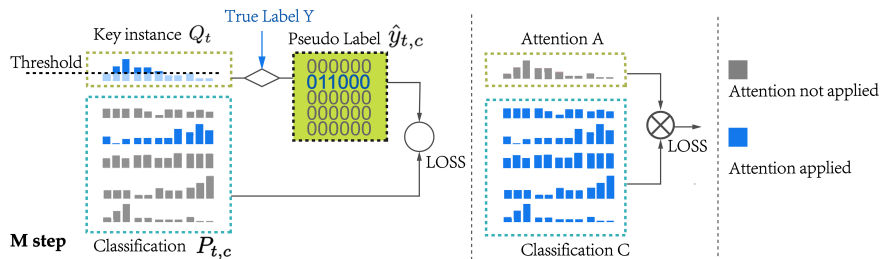 True Label Y
Key instance Q_t
Pseudo Label ŷ_{t,c}
Attention A
Threshold
000000
011000
000000
000000
000000
Attention not applied
LOSS
LOSS
Attention applied
M step
Classification P_{t,c}
Classification C